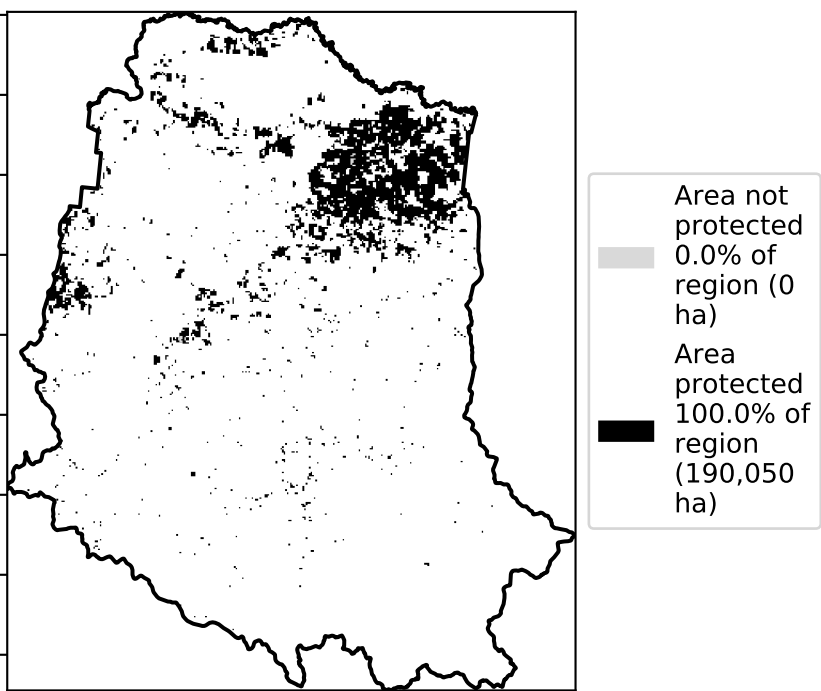 Area not
protected
0.0% of
region (0
ha)
Area
protected
100.0% of
region
(190,050
ha)